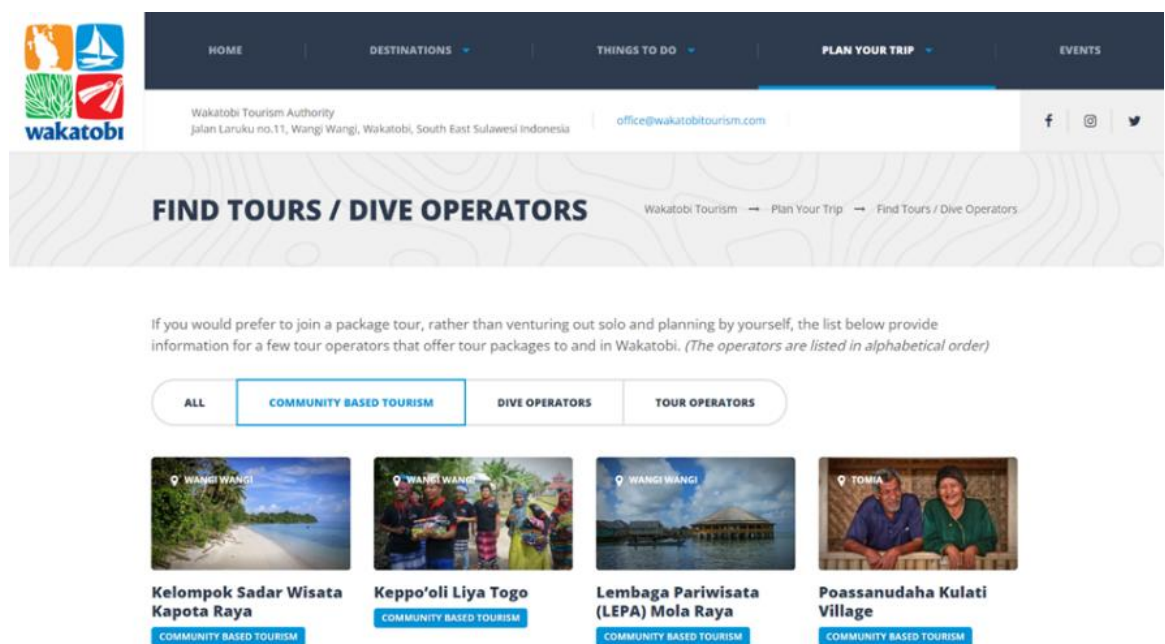 wakatobi
HOME
DESTINATIONS
THINGS TO DO
PLAN YOUR TRIP
EVENTS
Wakatobi Tourism Authority
Jalan Laruku no.11, Wangi Wangi, Wakatobi, South East Sulawesi Indonesia
office@wakatobitourism.com
FIND TOURS / DIVE OPERATORS
Wakatobi Tourism → Plan Your Trip → Find Tours / Dive Operators
If you would prefer to join a package tour, rather than venturing out solo and planning by yourself, the list below provide
information for a few tour operators that offer tour packages to and in Wakatobi. (The operators are listed in alphabetical order)
ALL
COMMUNITY BASED TOURISM
DIVE OPERATORS
TOUR OPERATORS
WANGI WANGI
Kelompok Sadar Wisata
Kapota Raya
COMMUNITY BASED TOURISM
WANGI WANGI
Keppo'oli Liya Togo
COMMUNITY BASED TOURISM
WANGI WANGI
Lembaga Pariwisata
(LEPA) Mola Raya
COMMUNITY BASED TOURISM
TOMIA
Poassanudaha Kulati
Village
COMMUNITY BASED TOURISM